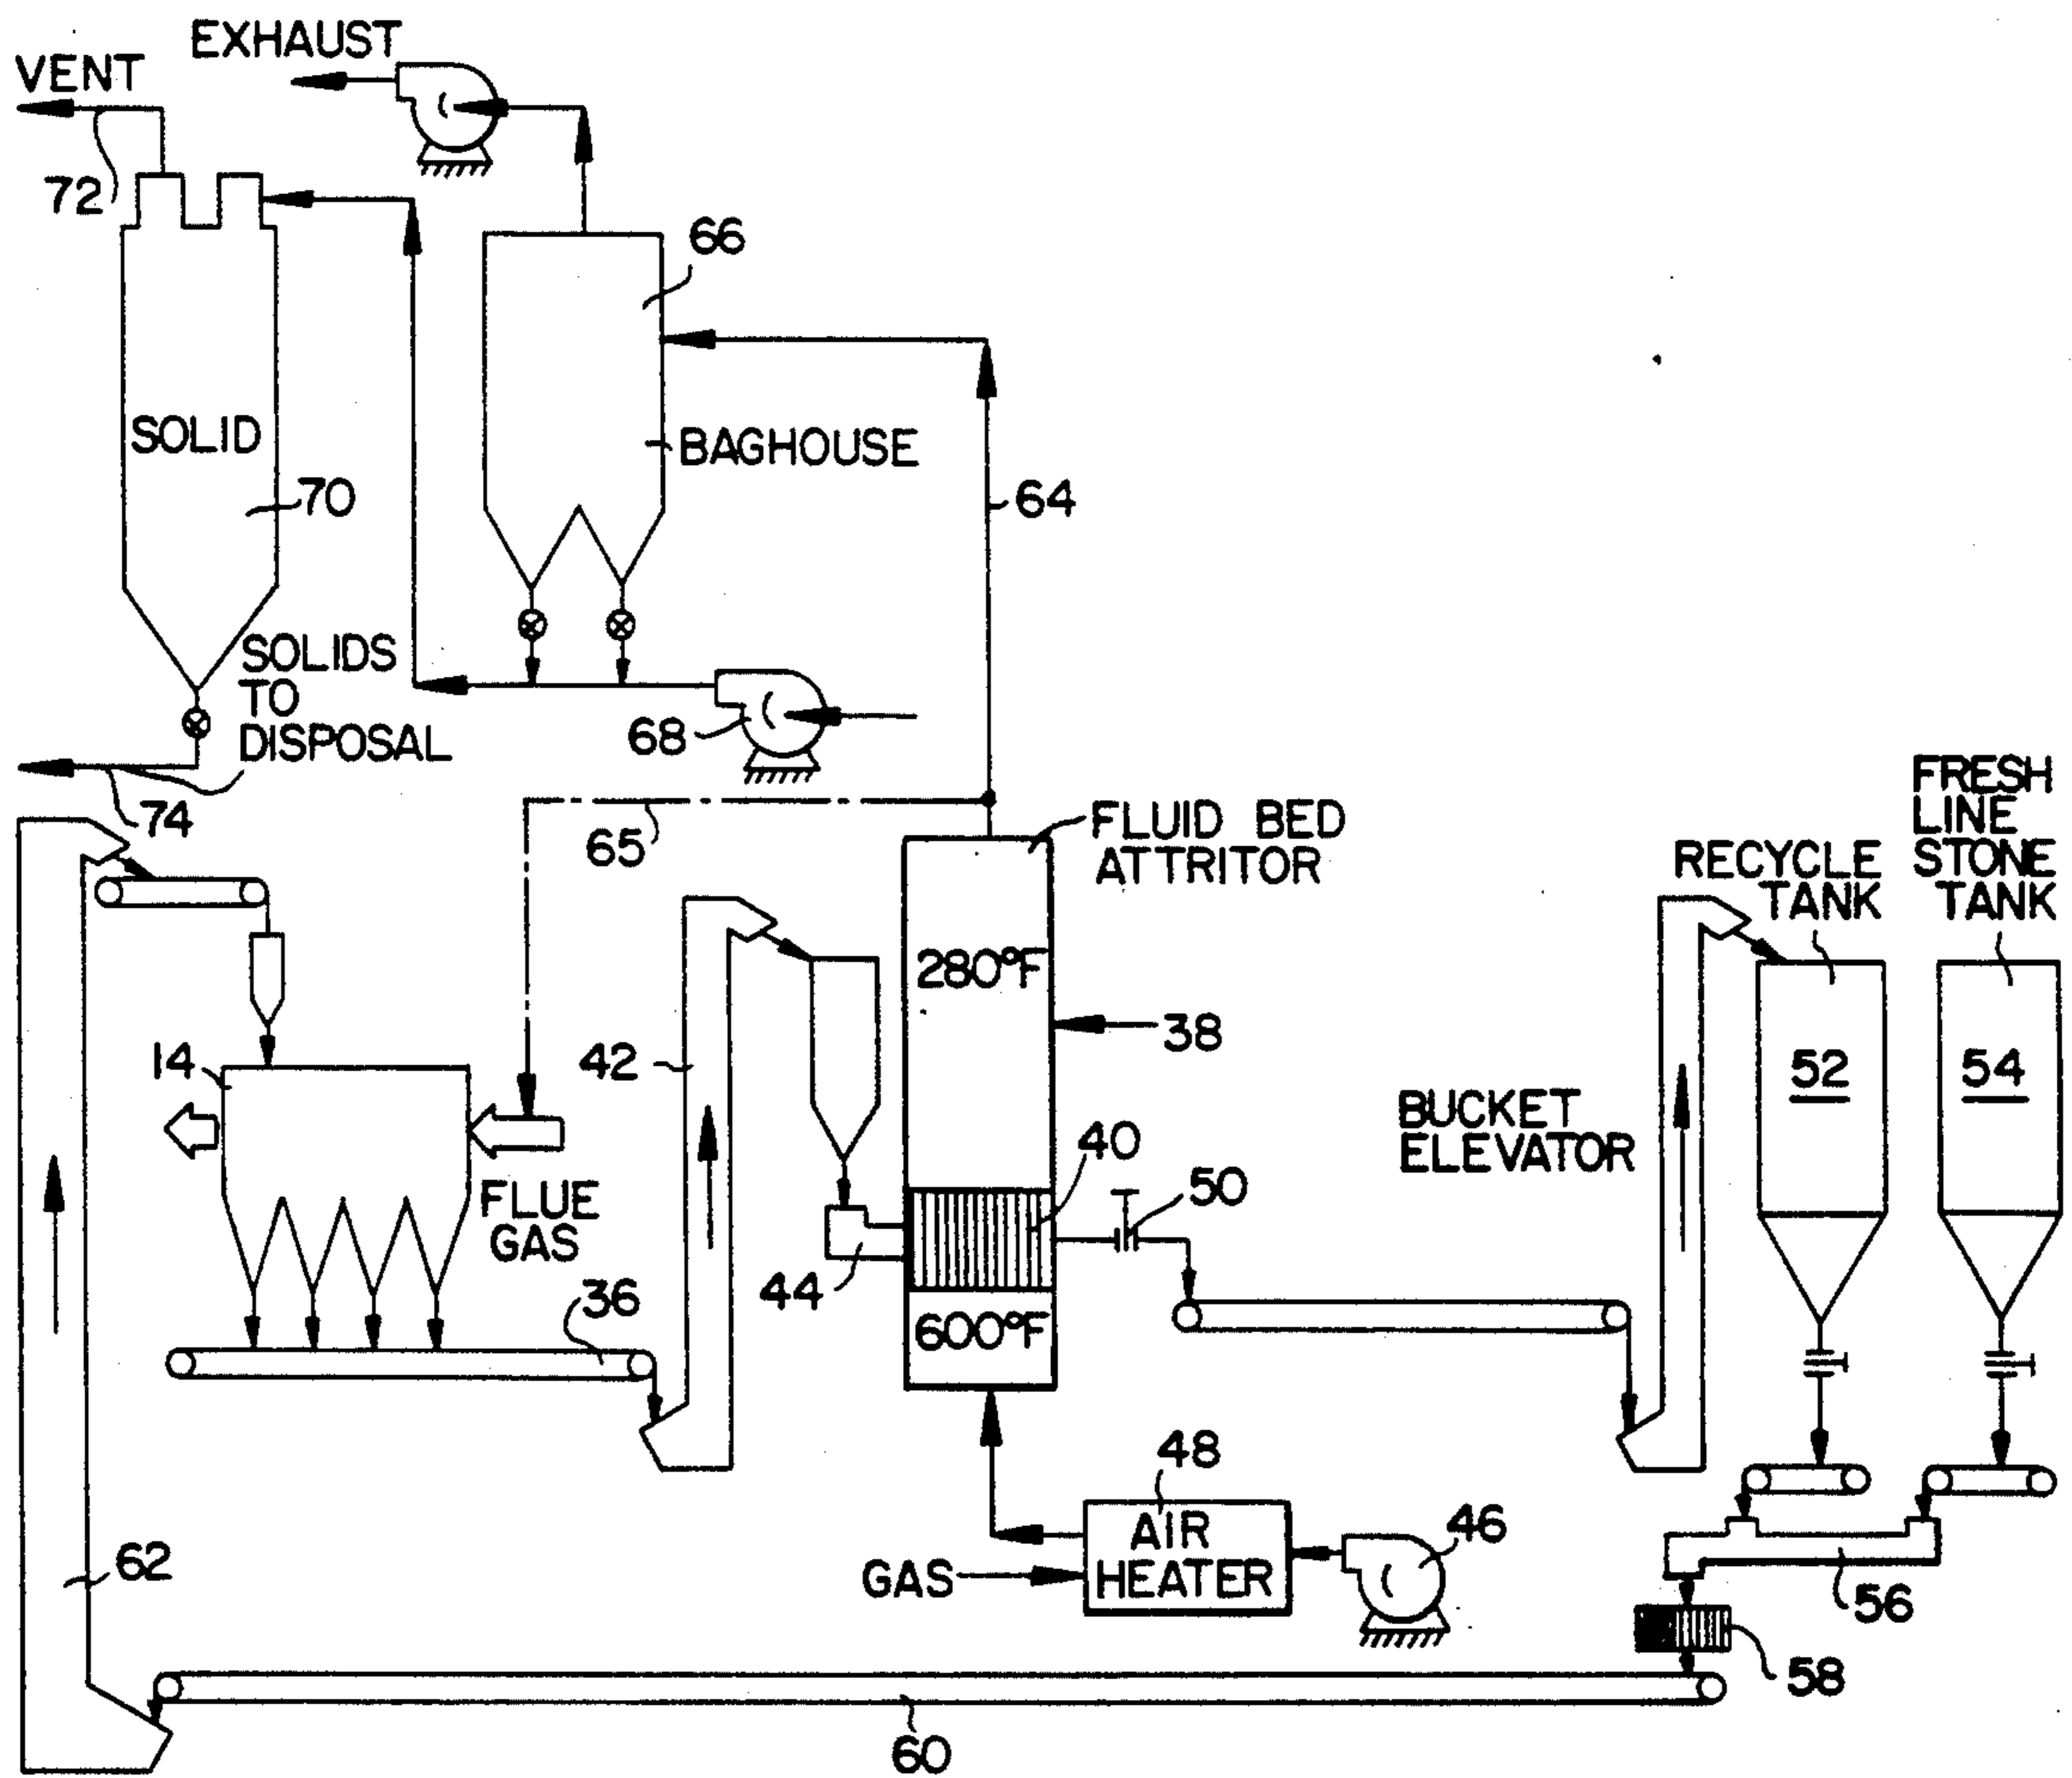 EXHAUST
VENT
72
66
SOLID
BAGHOUSE
70
64
SOLIDS
TO
DISPOSAL
68
74
65
FLUID BED
ATTRITOR
FRESH
LINE
STONE
TANK
RECYCLE
TANK
280°F
38
14
42
52
54
BUCKET
ELEVATOR
40
50
FLUE
GAS
44
36
600°F
48
AIR
HEATER
46
GAS
62
56
58
60